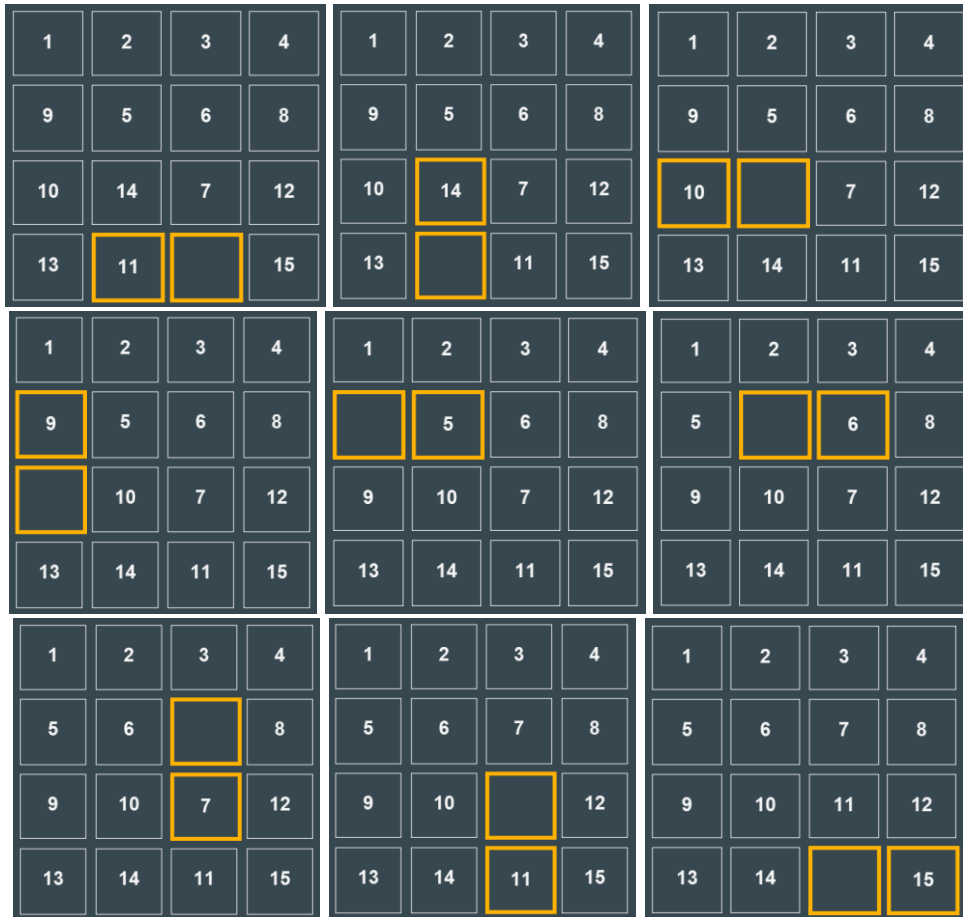 1 2 3 4
9 5 6 8
10 14 7 12
13 11 15
1 2 3 4
9 5 6 8
10 14 7 12
13 11 15
1 2 3 4
9 5 6 8
10 7 12
13 14 11 15
1 2 3 4
9 5 6 8
10 7 12
13 14 11 15
1 2 3 4
5 6 8
9 10 7 12
13 14 11 15
1 2 3 4
5 6 8
9 10 7 12
13 14 11 15
1 2 3 4
5 6 8
9 10 7 12
13 14 11 15
1 2 3 4
5 6 7 8
9 10 12
13 14 11 15
1 2 3 4
5 6 7 8
9 10 11 12
13 14 15